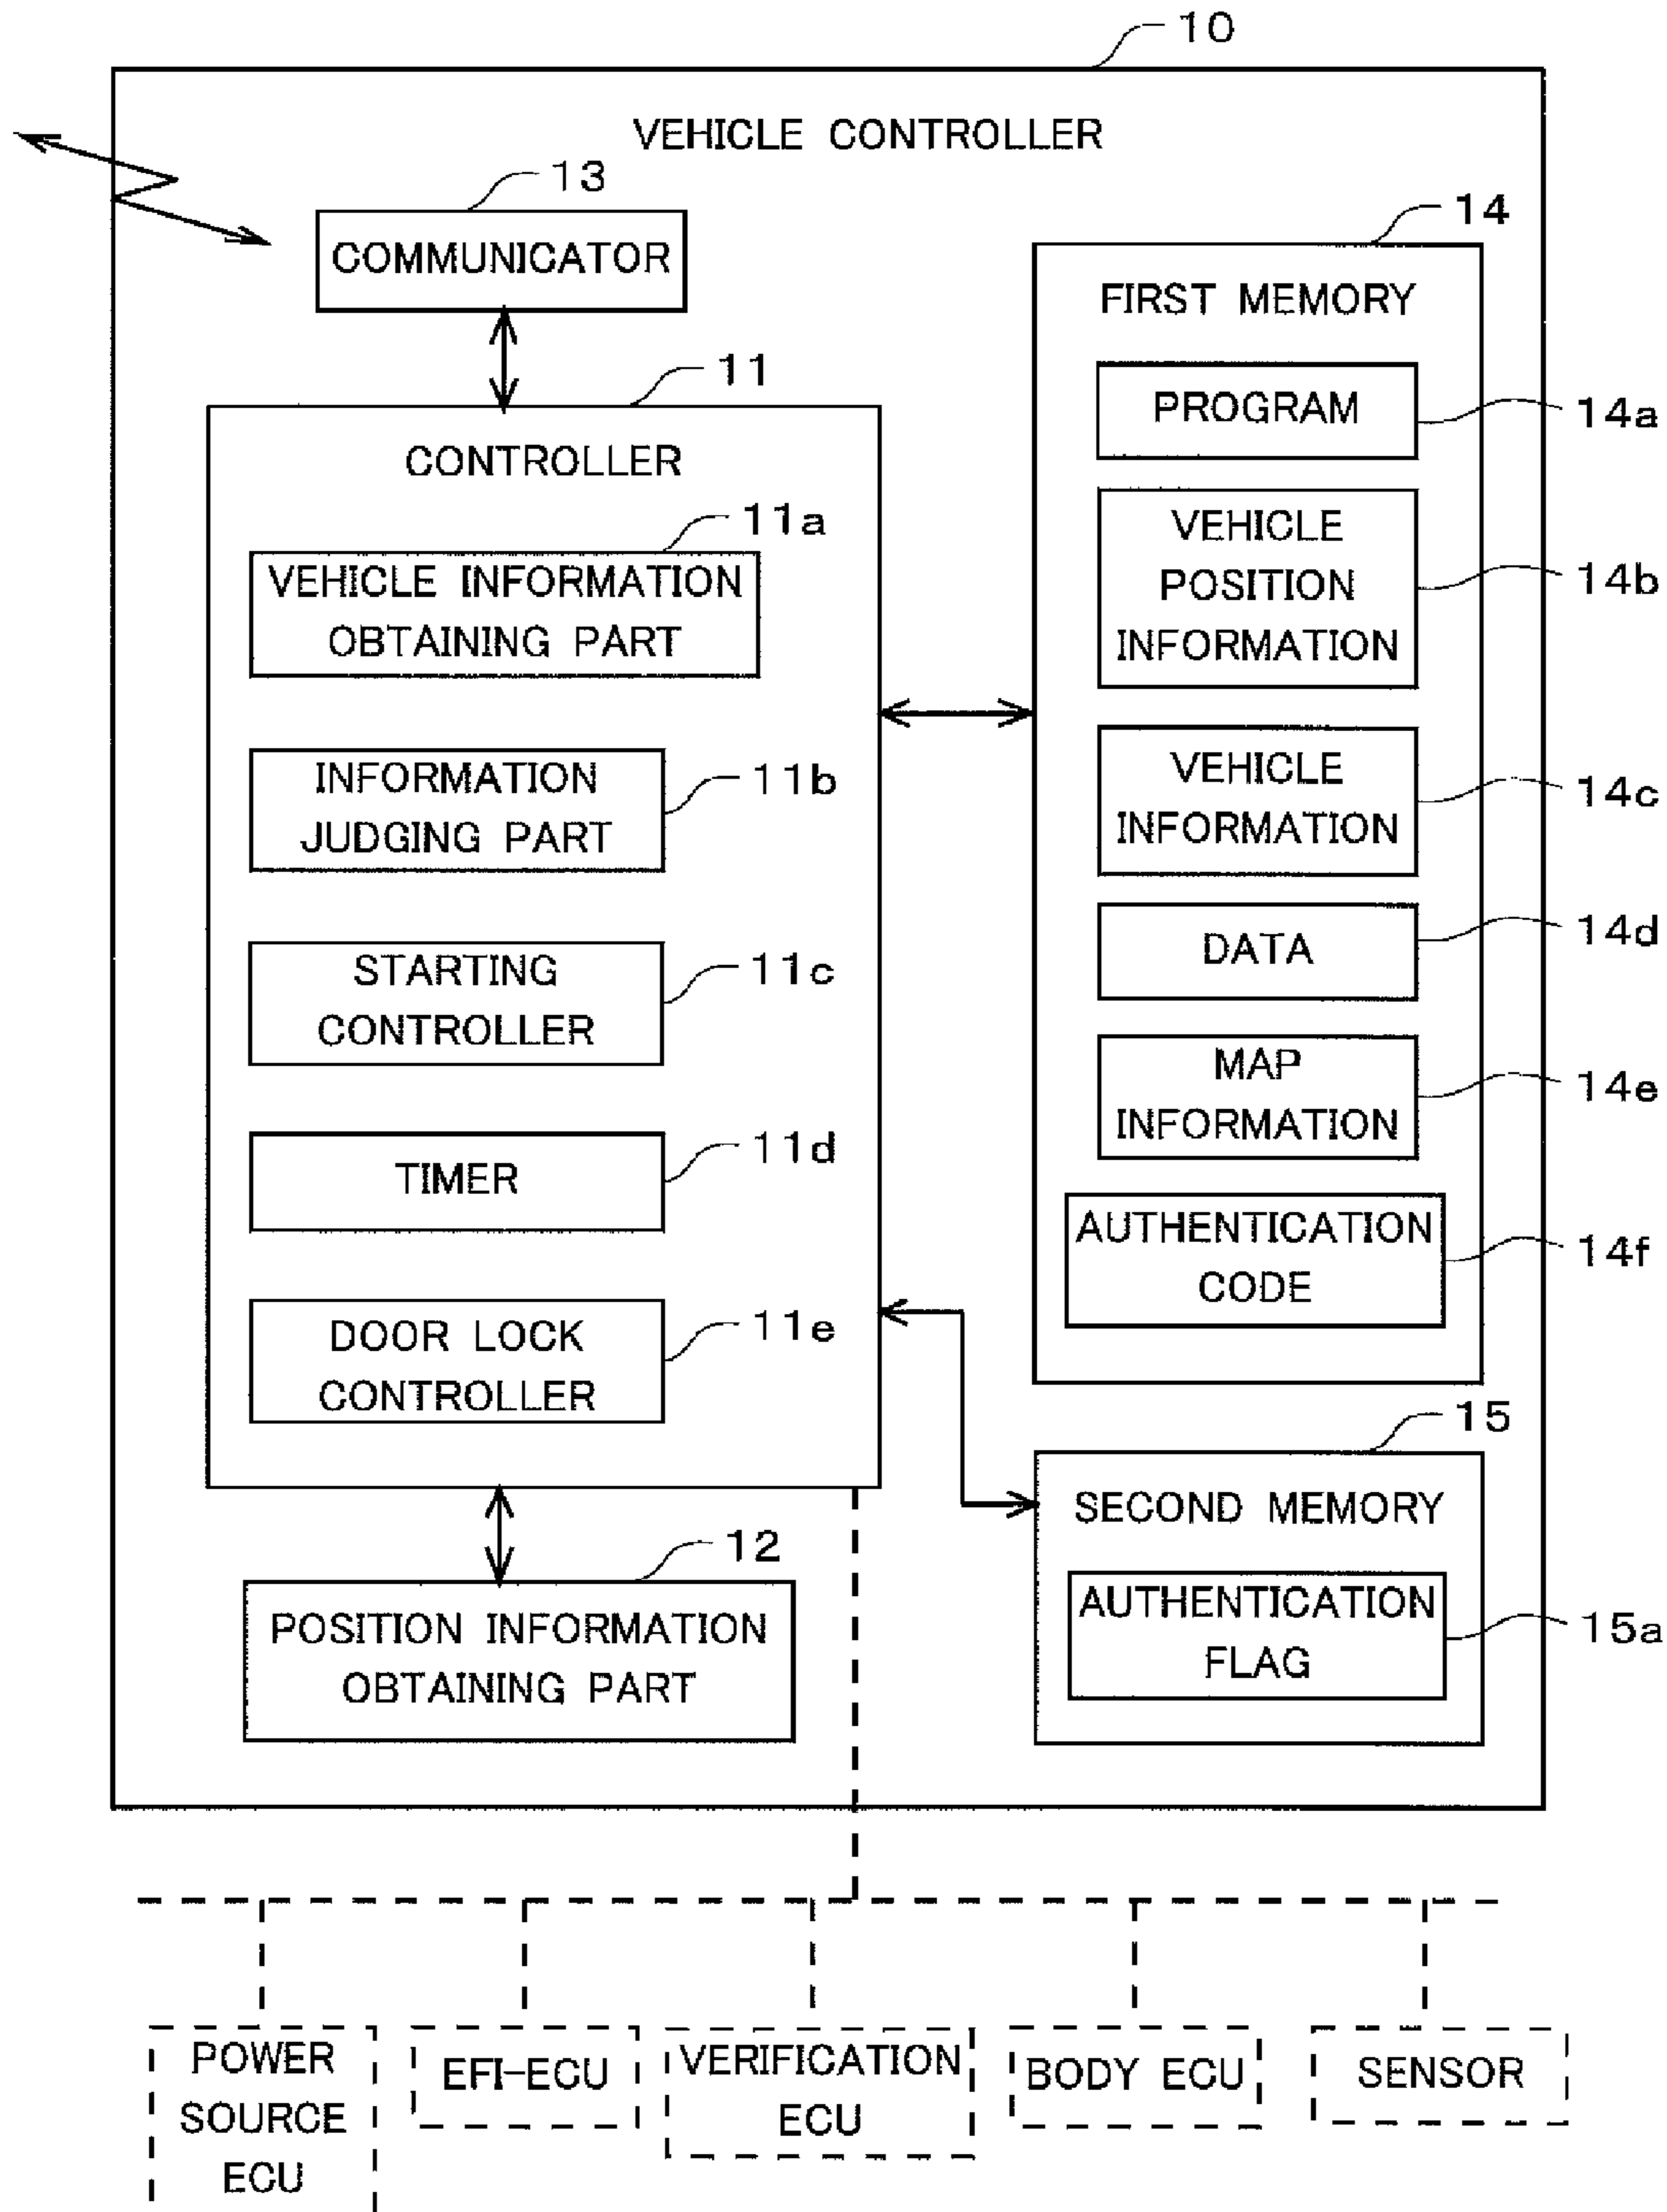 10
VEHICLE CONTROLLER
13
COMMUNICATOR
11
CONTROLLER
11a
VEHICLE INFORMATION
OBTAINING PART
INFORMATION
JUDGING PART
11b
STARTING
CONTROLLER
11c
TIMER
11d
DOOR LOCK
CONTROLLER
11e
12
POSITION INFORMATION
OBTAINING PART
14
FIRST MEMORY
PROGRAM
14a
VEHICLE
POSITION
INFORMATION
14b
VEHICLE
INFORMATION
14c
DATA
14d
MAP
INFORMATION
14e
AUTHENTICATION
CODE
14f
15
SECOND MEMORY
AUTHENTICATION
FLAG
15a
POWER
SOURCE
ECU
EFI-ECU
VERIFICATION
ECU
BODY ECU
SENSOR